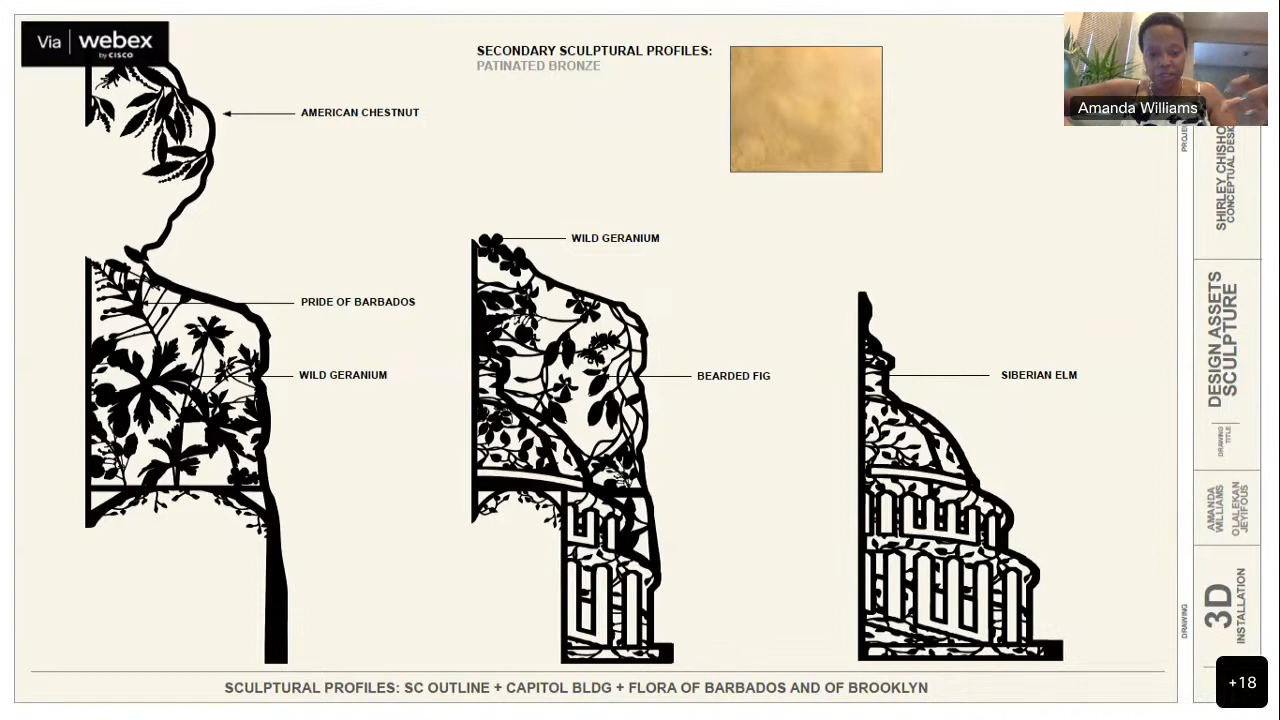 Via webex
by CISCO
SECONDARY SCULPTURAL PROFILES:
PATINATED BRONZE
Amanda Williams
AMERICAN CHESTNUT
PRIDE OF BARBADOS
WILD GERANIUM
WILD GERANIUM
BEARDED FIG
SIBERIAN ELM
SCULPTURAL PROFILES: SC OUTLINE + CAPITOL BLDG + FLORA OF BARBADOS AND OF BROOKLYN
SHIRLEY
CONCEPTUAL
DESIGN ASSETS
SCULPTURE
DRAWING
TITLE
AMANDA
WILLIAMS
OLALEKAN
JEYIFOUS
3D
INSTALLATION
DRAWING
+18